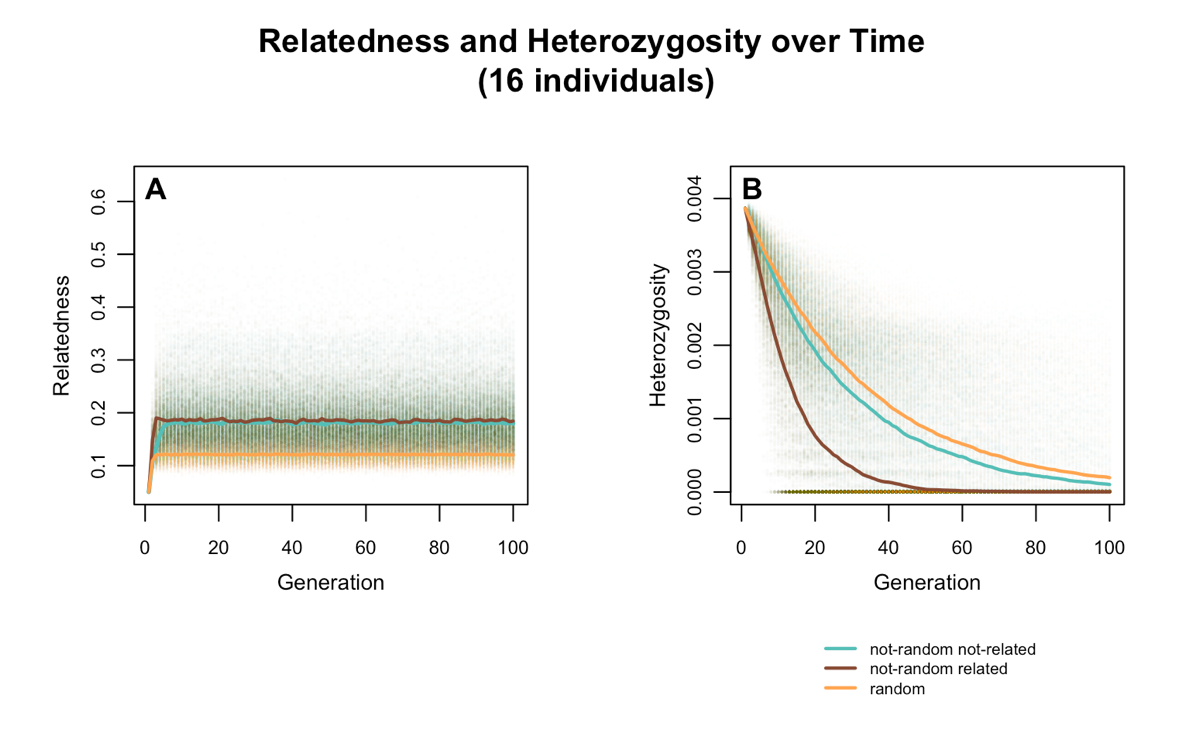 Relatedness and Heterozygosity over Time
(16 individuals)
A
Relatedness
0.6
0.5
0.4
0.3
0.2
0.1
0 20 40 60 80 100
Generation
B
Heterozygosity
0.004
0.003
0.002
0.001
0.000
0 20 40 60 80 100
Generation
not-random not-related
not-random related
random